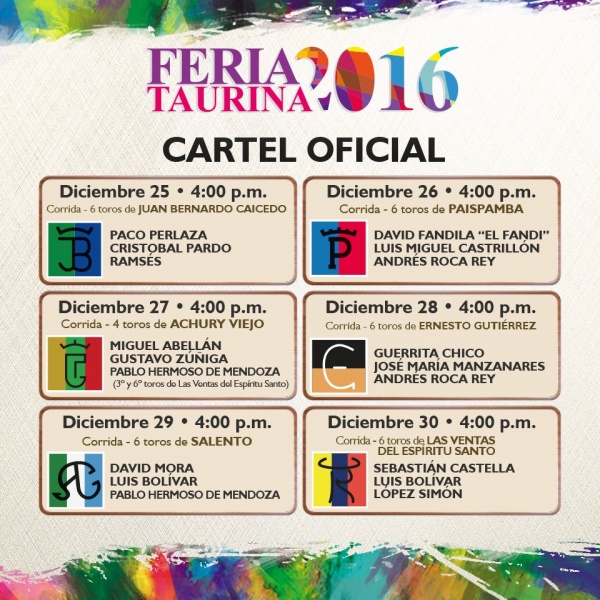 FERIA
TAURINA
2016
CARTEL OFICIAL
Diciembre 25 • 4:00 p.m.
Corrida - 6 toros de JUAN BERNARDO CAICEDO
PACO PERLAZA
CRISTOBAL PARDO
RAMSÉS
Diciembre 26 • 4:00 p.m.
Corrida - 6 toros de PAISPAMBA
DAVID FANDILA “EL FANDI”
LUIS MIGUEL CASTRILLÓN
ANDRÉS ROCA REY
Diciembre 27 • 4:00 p.m.
Corrida - 4 toros de ACHURY VIEJO
MIGUEL ABELLÁN
GUSTAVO ZÚÑIGA
PABLO HERMOSO DE MENDOZA
(3º y 6º toros de Las Ventas del Espíritu Santo)
Diciembre 28 • 4:00 p.m.
Corrida - 6 toros de ERNESTO GUTIÉRREZ
GUERRITA CHICO
JOSÉ MARÍA MANZANARES
ANDRÉS ROCA REY
Diciembre 29 • 4:00 p.m.
Corrida - 6 toros de SALENTO
DAVID MORA
LUIS BOLÍVAR
PABLO HERMOSO DE MENDOZA
Diciembre 30 • 4:00 p.m.
Corrida - 6 toros de LAS VENTAS
DEL ESPÍRITU SANTO
SEBASTIÁN CASTELLA
LUIS BOLÍVAR
LÓPEZ SIMÓN